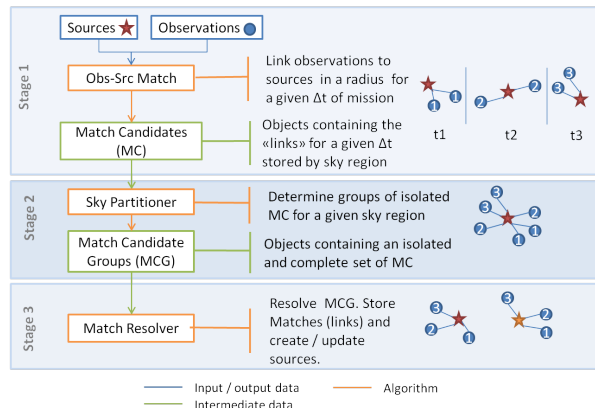 Sources
Observations
Stage 1
Obs-Src Match
Link observations to
sources in a radius for
a given Δt of mission
Match Candidates
(MC)
Objects containing the
«links» for a given Δt
stored by sky region
1
1
t1
2
2
t2
3
3
t3
Stage 2
Sky Partitioner
Determine groups of isolated
MC for a given sky region
Match Candidate
Groups (MCG)
Objects containing an isolated
and complete set of MC
3
3
2
2
1
1
Stage 3
Match Resolver
Resolve MCG. Store
Matches (links) and
create / update
sources.
3
2
1
3
2
1
Input / output data
Algorithm
Intermediate data